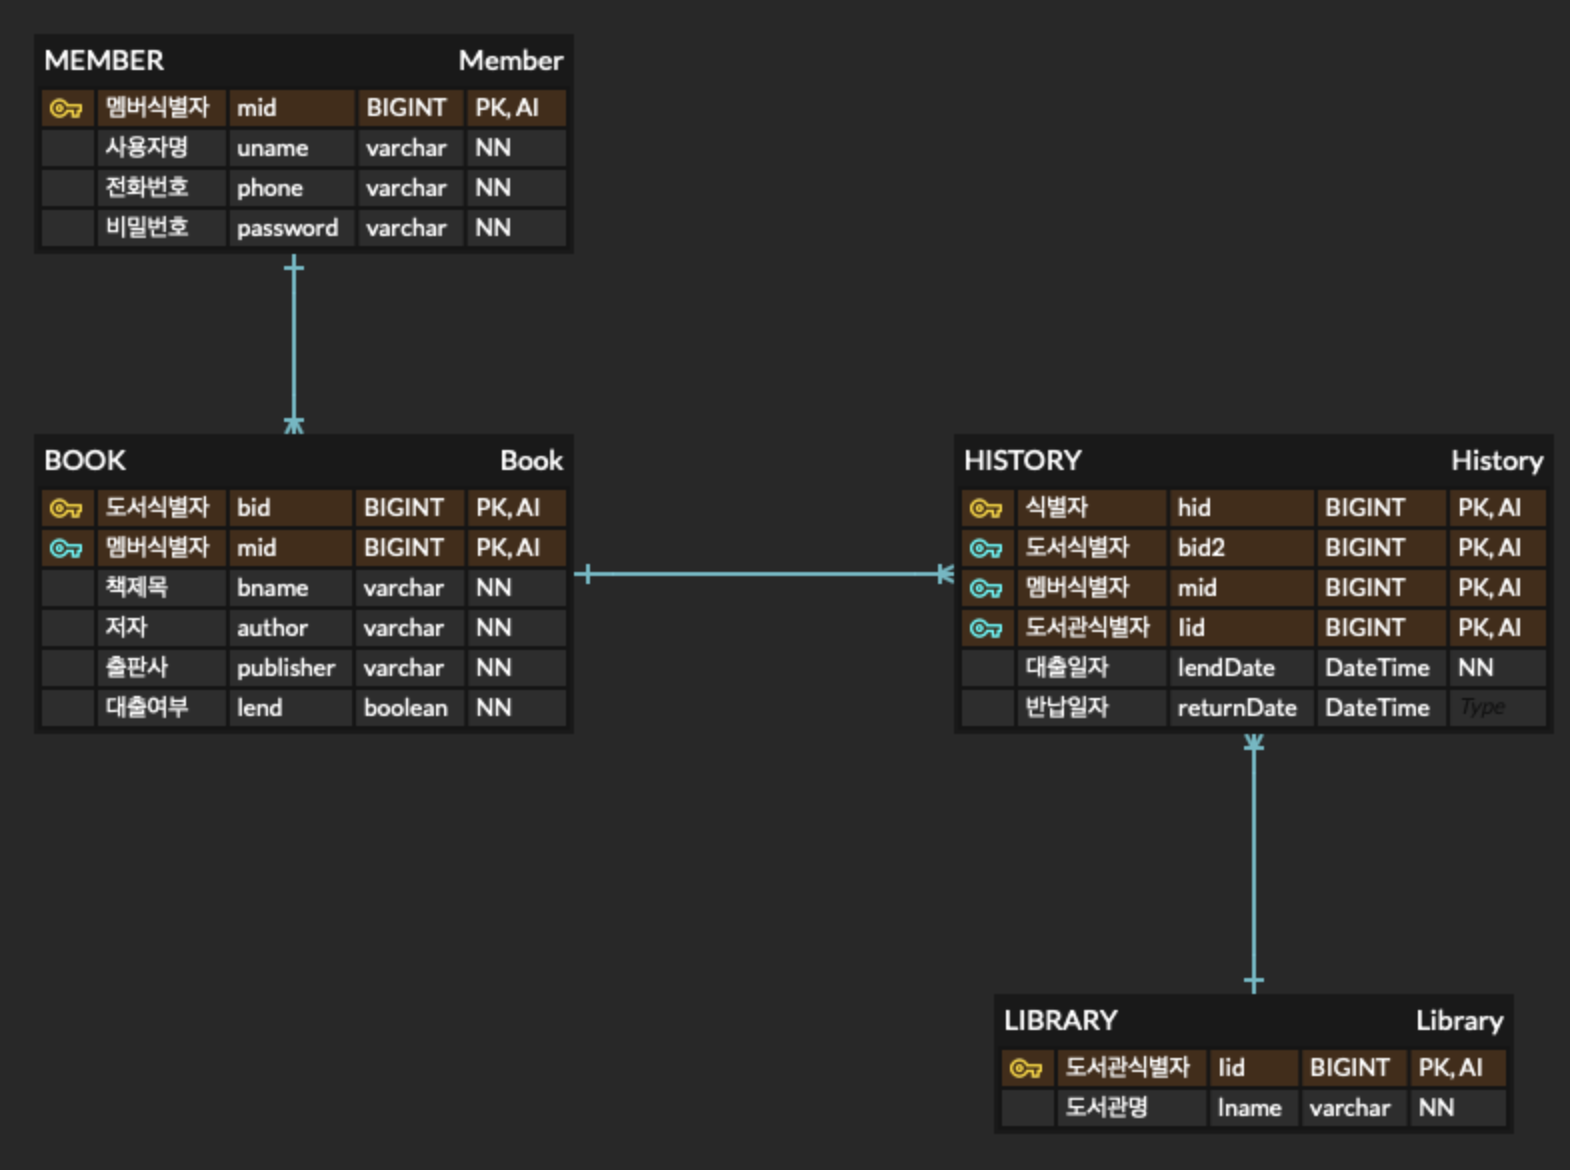 MEMBER Member
멤버식별자 mid BIGINT PK, AI
사용자명 uname varchar NN
전화번호 phone varchar NN
비밀번호 password varchar NN
BOOK Book
도서식별자 bid BIGINT PK, AI
멤버식별자 mid BIGINT PK, AI
책제목 bname varchar NN
저자 author varchar NN
출판사 publisher varchar NN
대출여부 lend boolean NN
HISTORY History
식별자 hid BIGINT PK, AI
도서식별자 bid2 BIGINT PK, AI
멤버식별자 mid BIGINT PK, AI
도서관식별자 lid BIGINT PK, AI
대출일자 lendDate DateTime NN
반납일자 returnDate DateTime Type
LIBRARY Library
도서관식별자 lid BIGINT PK, AI
도서관명 lname varchar NN